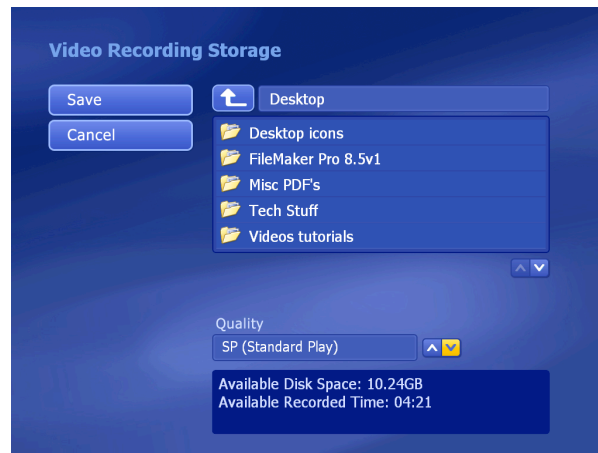 Video Recording Storage
Save
Cancel
Desktop
Desktop icons
FileMaker Pro 8.5v1
Misc PDF's
Tech Stuff
Videos tutorials
Quality
SP (Standard Play)
Available Disk Space: 10.24GB
Available Recorded Time: 04:21